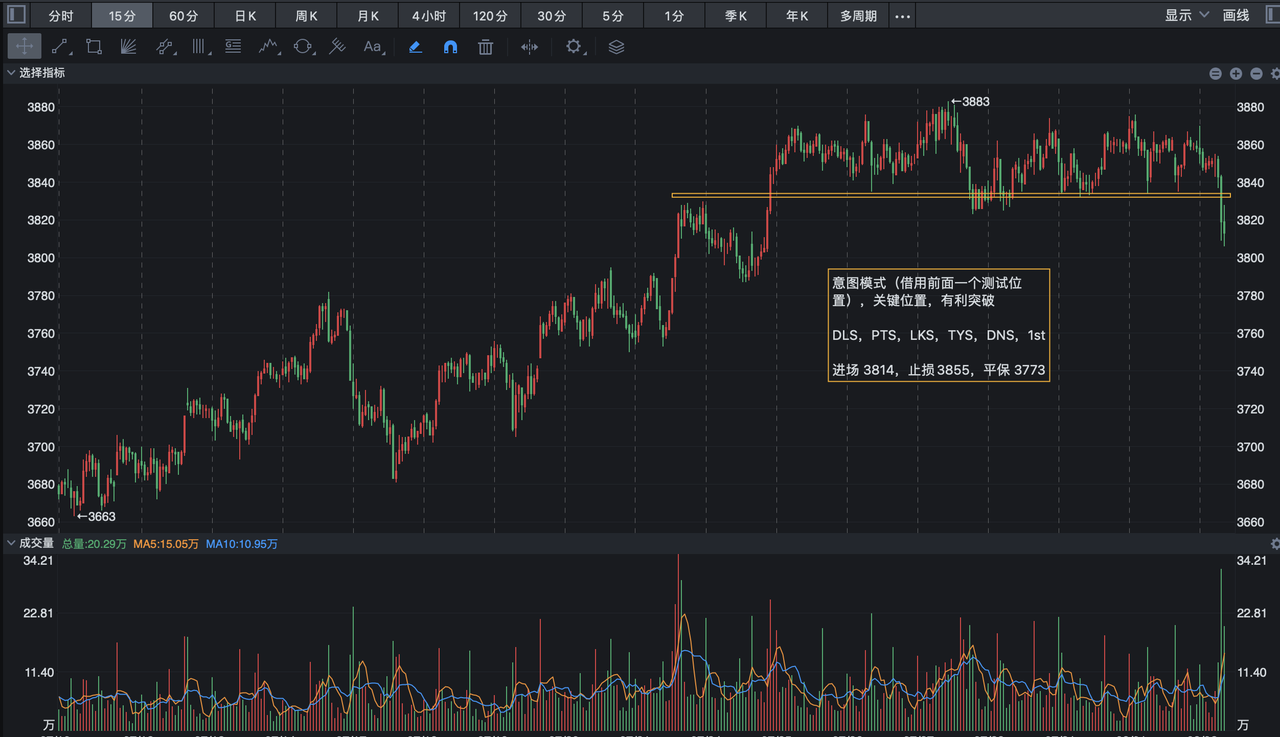 分时 15分 60分 日K 周K 月K 4小时 120分 30分 5分 1分 季K 年K 多周期 ... 显示 画线
Aa
选择指标
3880 3880
←3883
3860 3860
3840 3840
3820 3820
3800 3800
3780 3780
意图模式（借用前面一个测试位
置），关键位置，有利突破
3760 3760
DLS，PTS，LKS，TYS，DNS，1st
3740 3740
进场 3814，止损 3855，平保 3773
3720 3720
3700 3700
3680 3680
3660 3660
←3663
成交量 总量:20.29万 MA5:15.05万 MA10:10.95万
34.21 34.21
22.81 22.81
11.40 11.40
万 万